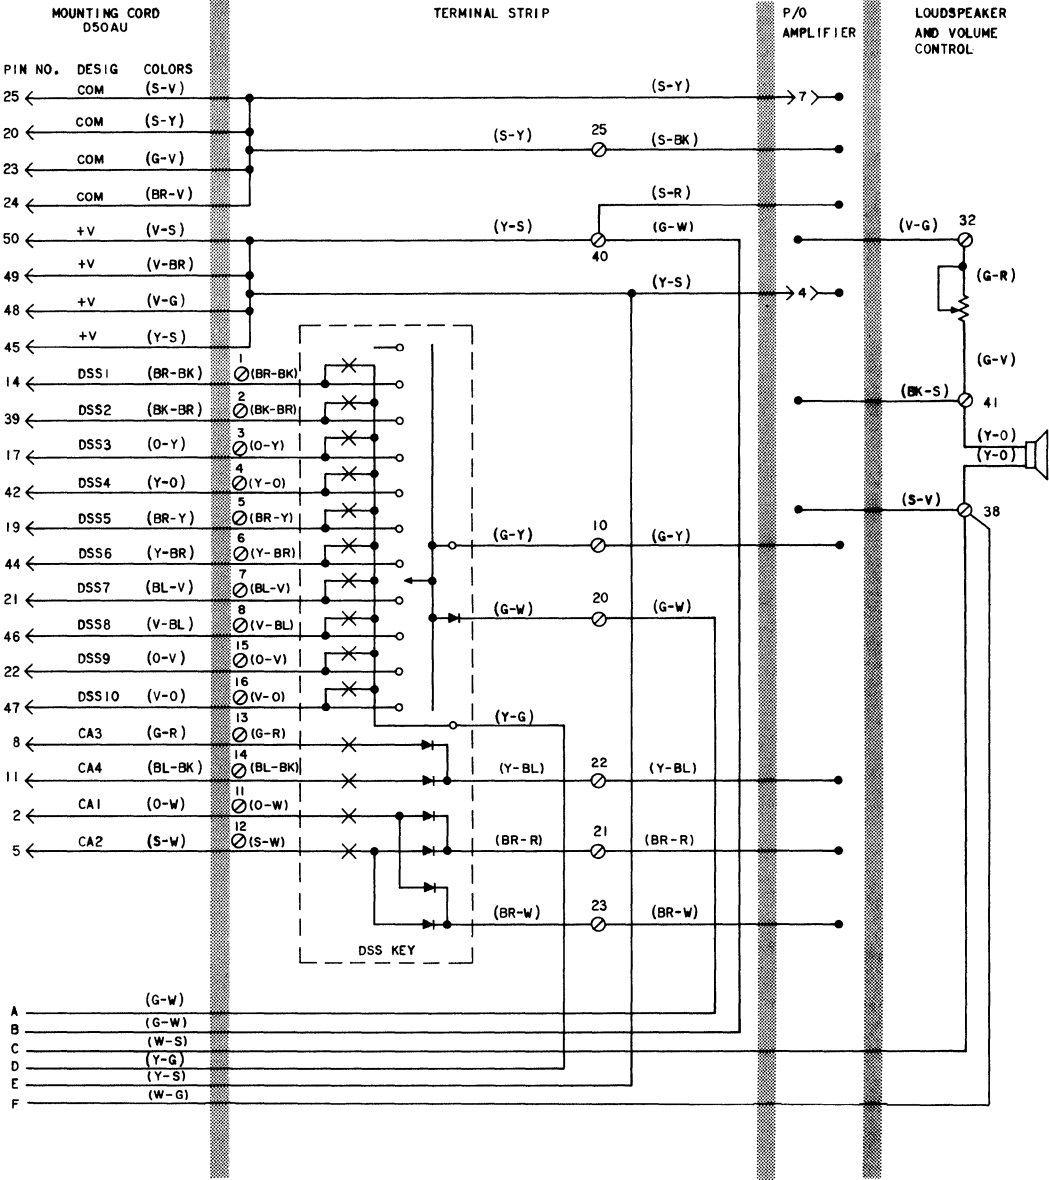 MOUNTING CORD
D50AU
TERMINAL STRIP
P/O
AMPLIFIER
LOUDSPEAKER
AND VOLUME
CONTROL
PIN NO. DESIG COLORS
25 COM (S-V) (S-Y) 7
20 COM (S-Y) (S-Y) 25 (S-BK)
23 COM (G-V)
24 COM (BR-V) (S-R)
50 +V (V-S) (Y-S) 40 (G-W) (V-G) 32
49 +V (V-BR) (G-R)
48 +V (V-G) (Y-S) 4
45 +V (Y-S)
14 DSS1 (BR-BK) 1 (BR-BK) (G-V)
39 DSS2 (BK-BR) 2 (BK-BR) (BK-S) 41
17 DSS3 (O-Y) 3 (O-Y) (Y-O)
(Y-O)
42 DSS4 (Y-O) 4 (Y-O)
19 DSS5 (BR-Y) 5 (BR-Y) (S-V) 38
44 DSS6 (Y-BR) 6 (Y-BR) (G-Y) 10 (G-Y)
21 DSS7 (BL-V) 7 (BL-V)
46 DSS8 (V-BL) 8 (V-BL) (G-W) 20 (G-W)
22 DSS9 (O-V) 15 (O-V)
47 DSS10 (V-O) 16 (V-O)
8 CA3 (G-R) 13 (G-R) (Y-G)
11 CA4 (BL-BK) 14 (BL-BK) (Y-BL) 22 (Y-BL)
2 CA1 (O-W) 11 (O-W)
5 CA2 (S-W) 12 (S-W) (BR-R) 21 (BR-R)
(BR-W) 23 (BR-W)
DSS KEY
A (G-W)
B (G-W)
C (W-S)
D (Y-G)
E (Y-S)
F (W-G)